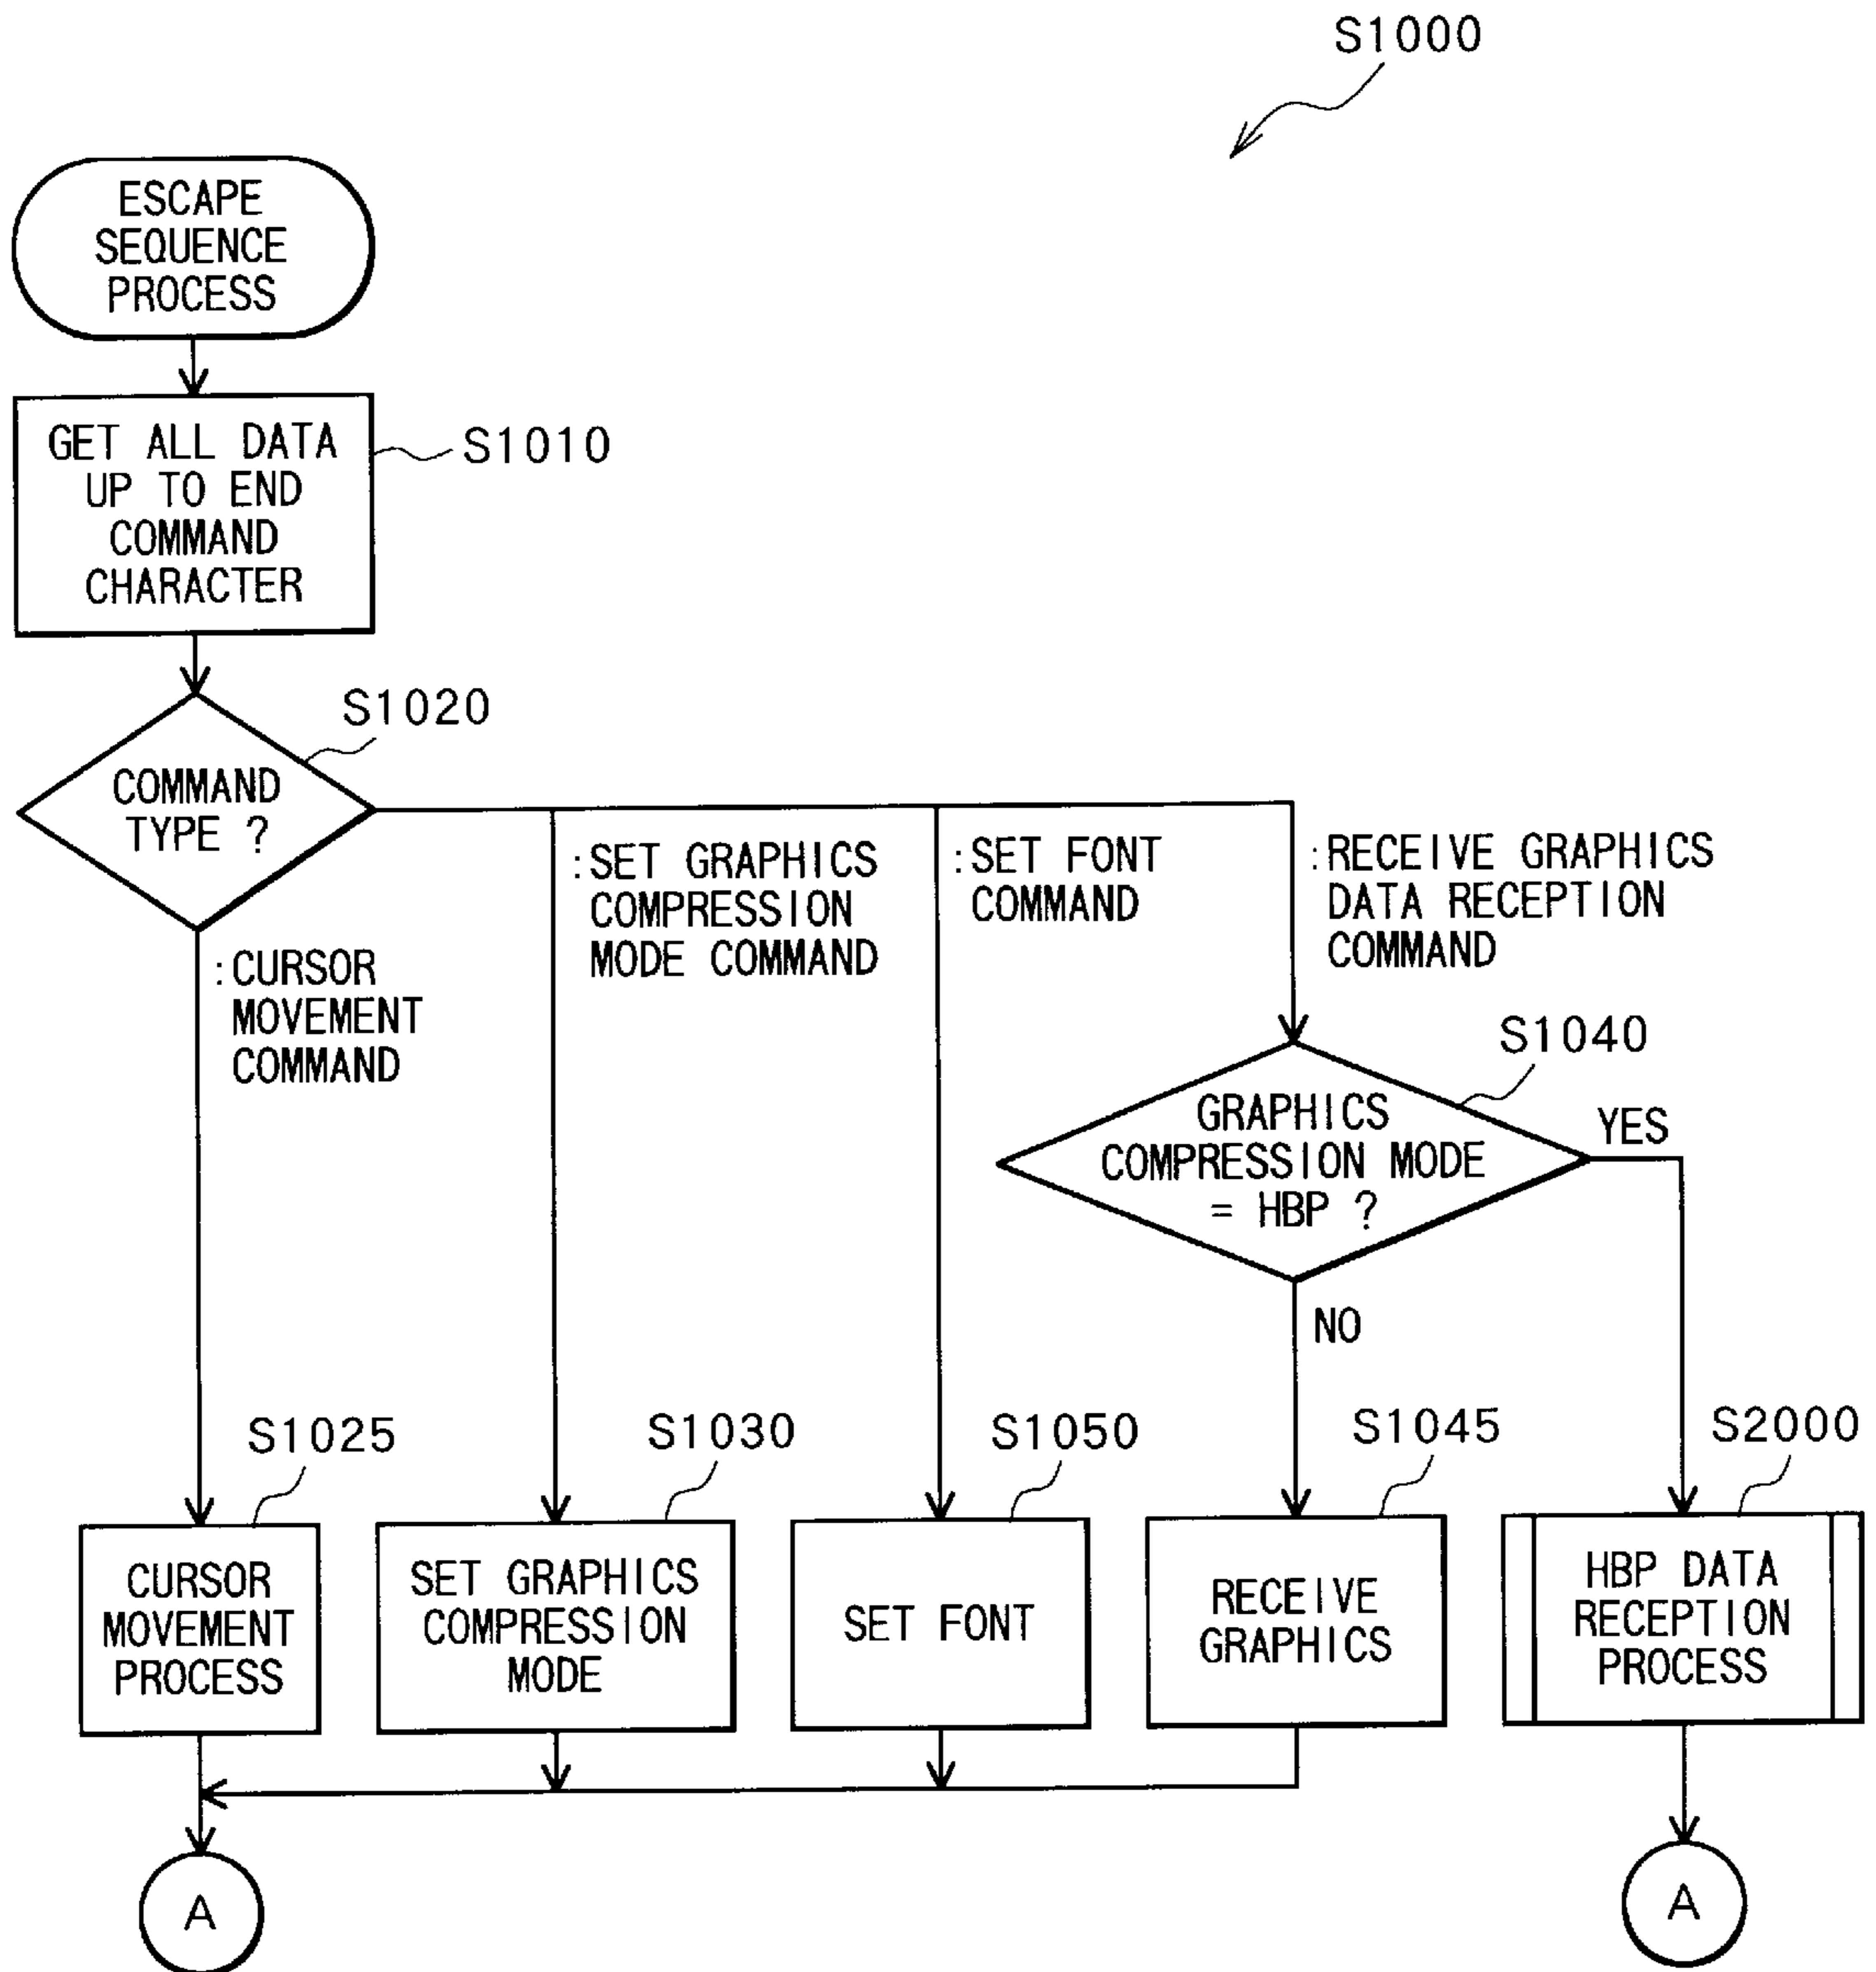 S1000
ESCAPE
SEQUENCE
PROCESS
GET ALL DATA
UP TO END
COMMAND
CHARACTER
S1010
S1020
COMMAND
TYPE ?
:CURSOR
MOVEMENT
COMMAND
:SET GRAPHICS
COMPRESSION
MODE COMMAND
:SET FONT
COMMAND
:RECEIVE GRAPHICS
DATA RECEPTION
COMMAND
S1040
GRAPHICS
COMPRESSION MODE
= HBP ?
YES
NO
S1025
CURSOR
MOVEMENT
PROCESS
S1030
SET GRAPHICS
COMPRESSION
MODE
S1050
SET FONT
S1045
RECEIVE
GRAPHICS
S2000
HBP DATA
RECEPTION
PROCESS
A
A